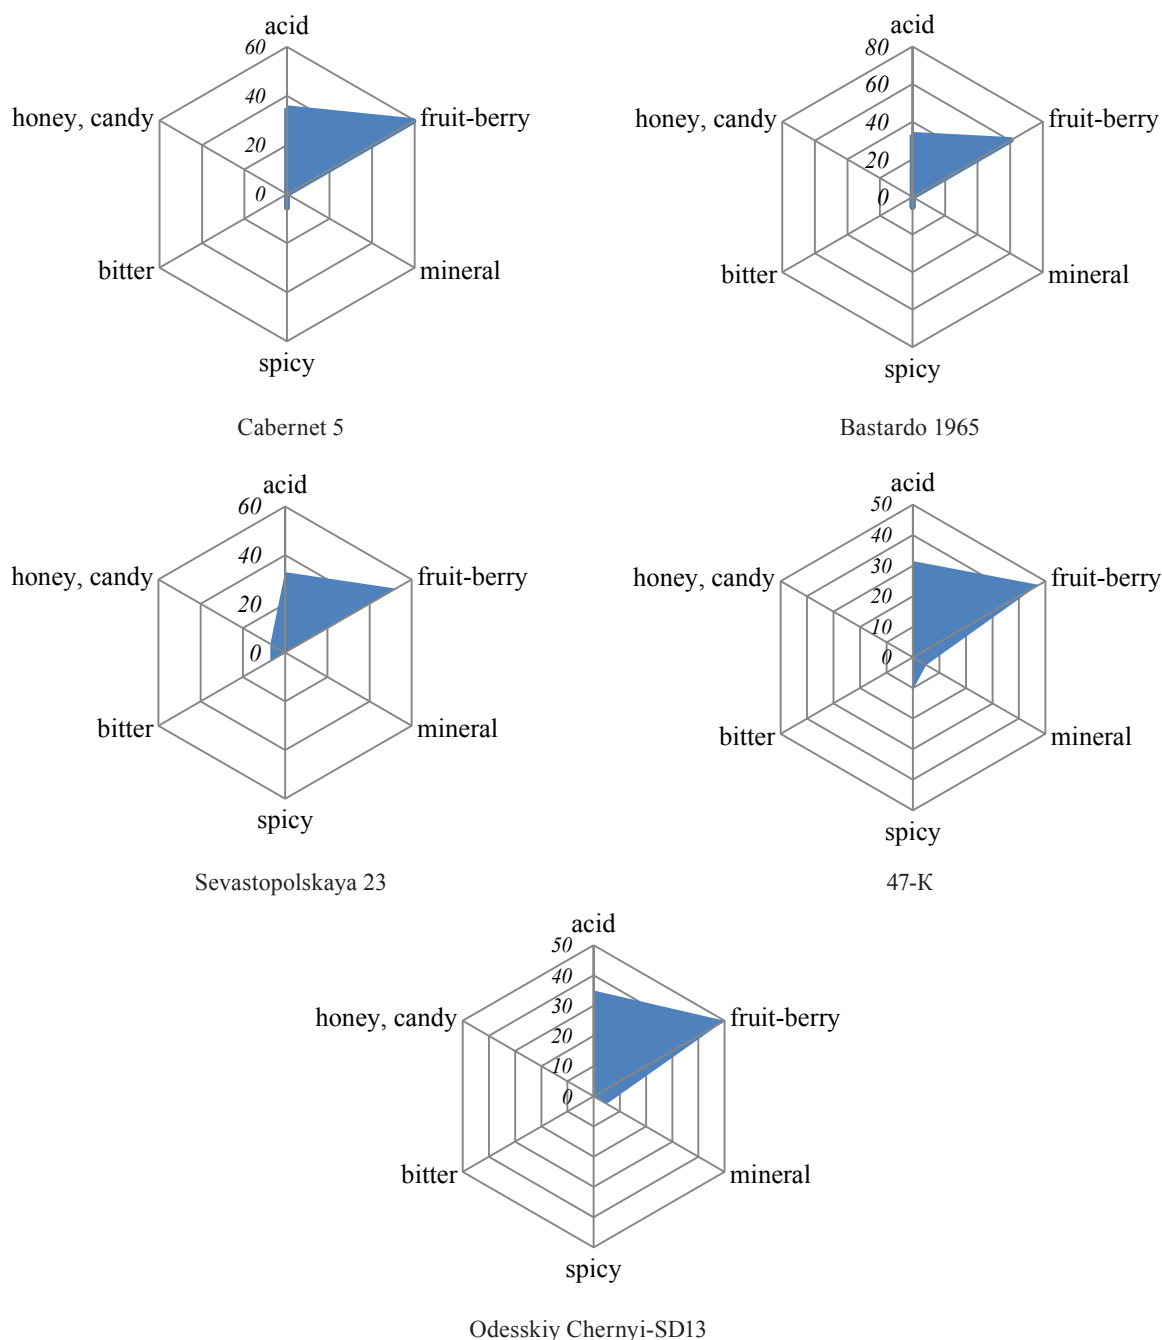 acid
60
40
20
0
honey, candy
fruit-berry
bitter
mineral
spicy
Cabernet 5
acid
80
60
40
20
0
honey, candy
fruit-berry
bitter
mineral
spicy
Bastardo 1965
acid
60
40
20
0
honey, candy
fruit-berry
bitter
mineral
spicy
Sevastopolskaya 23
acid
50
40
30
20
10
0
honey, candy
fruit-berry
bitter
mineral
spicy
47-K
acid
50
40
30
20
10
0
honey, candy
fruit-berry
bitter
mineral
spicy
Odesskiy Chernyi-SD13